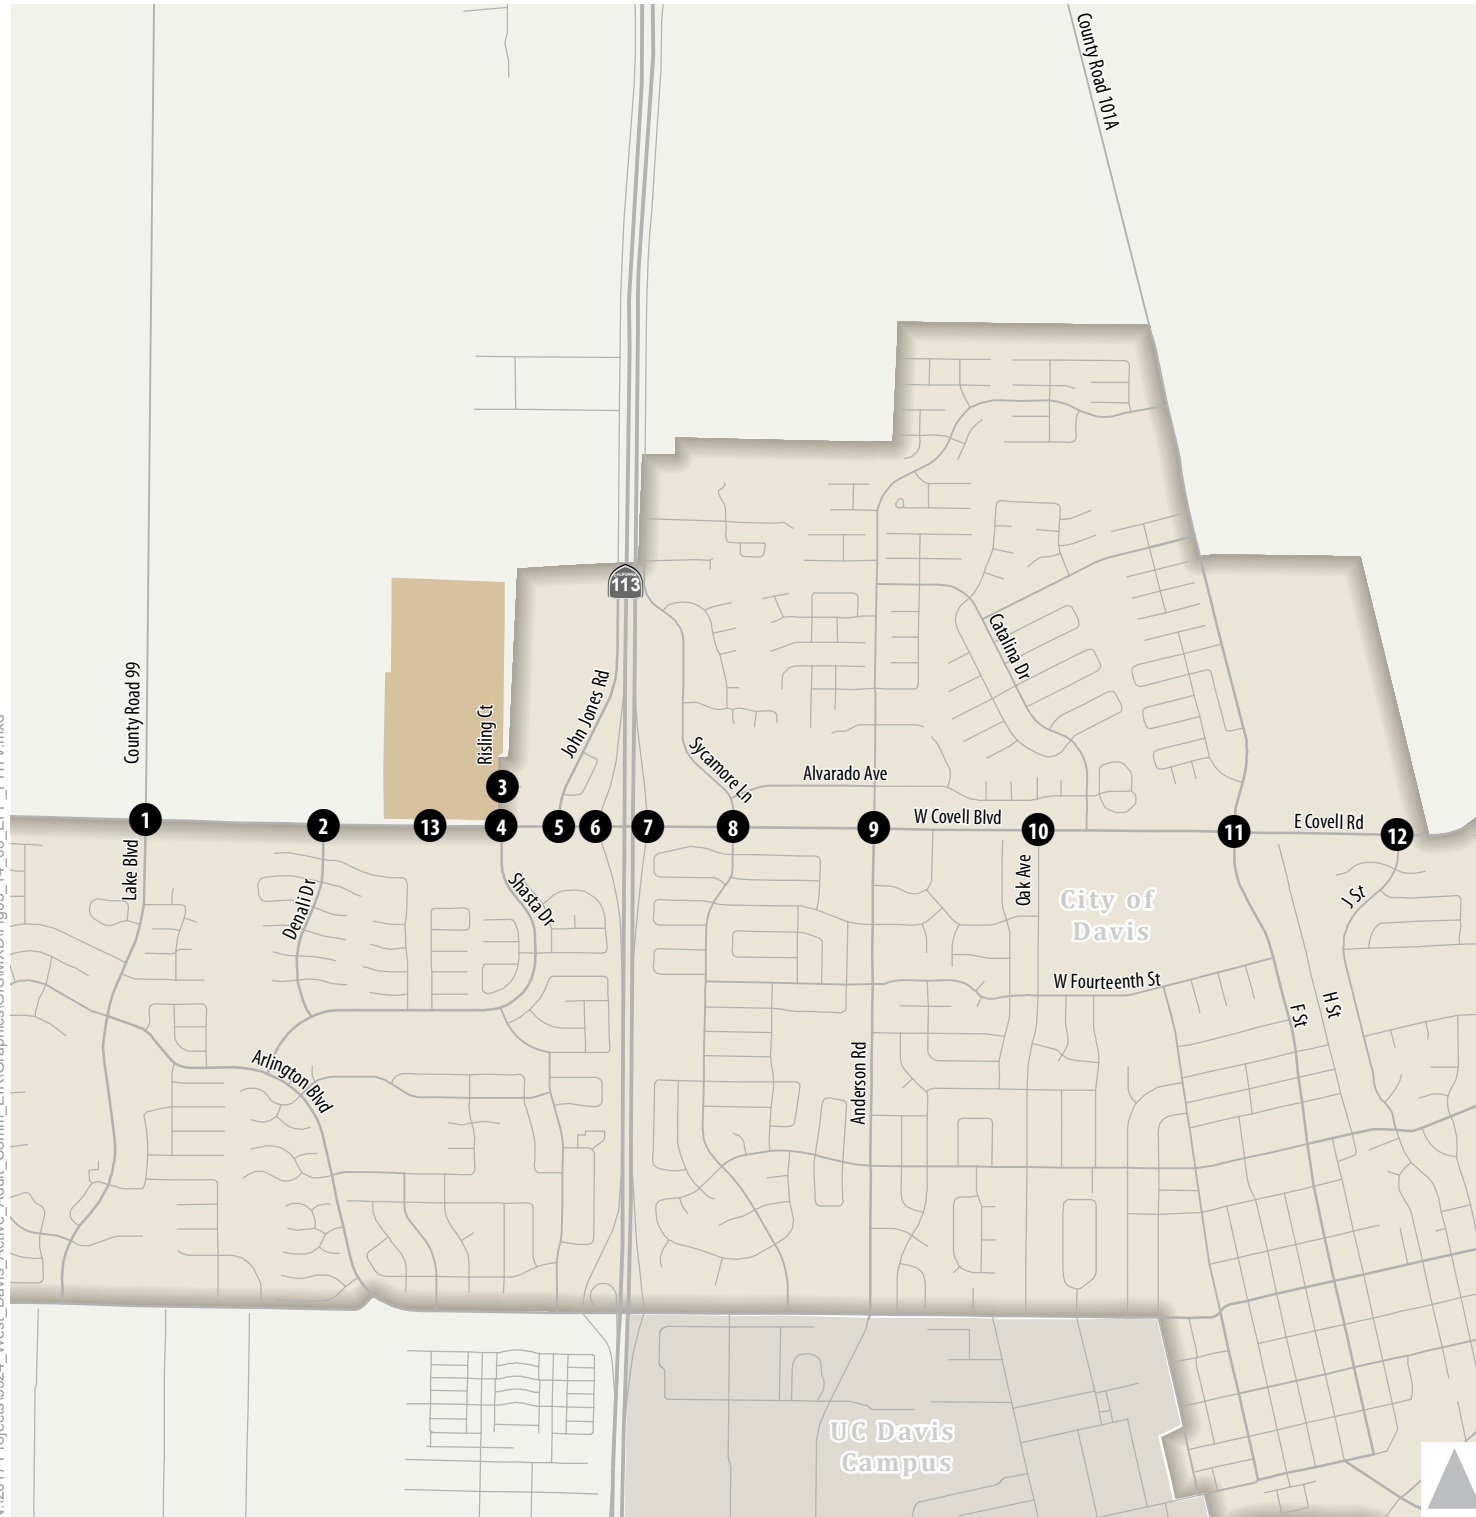 County Road 101A
CALIFORNIA
113
Catalina Dr
County Road 99
John Jones Rd
Risling Ct
Sycamore Ln
Alvarado Ave
3
W Covell Blvd
E Covell Rd
1
2
13
4
5
6
7
8
9
10
11
12
Lake Blvd
Denali Dr
Shasta Dr
Oak Ave
J St
City of
Davis
W Fourteenth St
H St
F St
Arlington Blvd
Anderson Rd
UC Davis
Campus